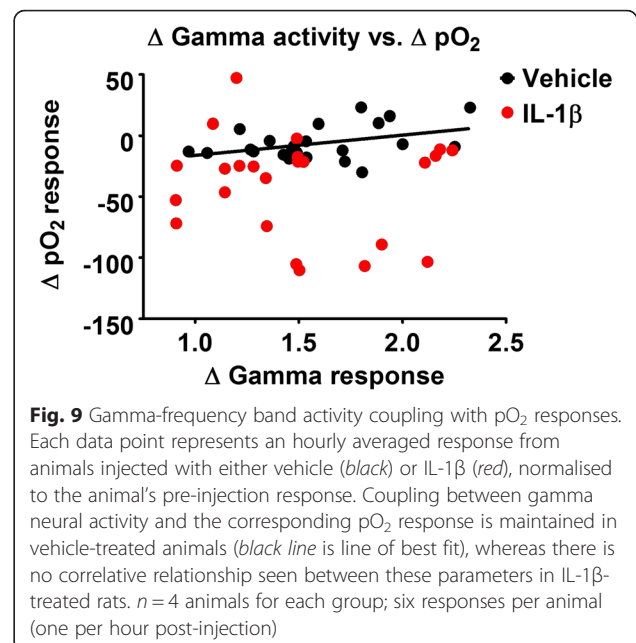 Δ Gamma activity vs. Δ pO₂
Vehicle
IL-1β
Δ pO₂ response
50
0
-50
-100
-150
1.0 1.5 2.0 2.5
Δ Gamma response
Fig. 9 Gamma-frequency band activity coupling with pO₂ responses.
Each data point represents an hourly averaged response from
animals injected with either vehicle (black) or IL-1β (red), normalised
to the animal's pre-injection response. Coupling between gamma
neural activity and the corresponding pO₂ response is maintained in
vehicle-treated animals (black line is line of best fit), whereas there is
no correlative relationship seen between these parameters in IL-1β-
treated rats. n = 4 animals for each group; six responses per animal
(one per hour post-injection)